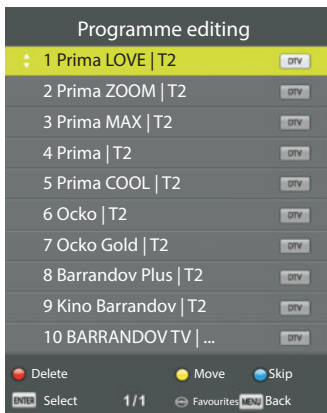 Programme editing
1 Prima LOVE | T2 DTV
2 Prima ZOOM | T2 DTV
3 Prima MAX | T2 DTV
4 Prima | T2 DTV
5 Prima COOL | T2 DTV
6 Ocko | T2 DTV
7 Ocko Gold | T2 DTV
8 Barrandov Plus | T2 DTV
9 Kino Barrandov | T2 DTV
10 BARRANDOV TV | ... DTV
Delete Move Skip
ENTER Select 1/1 Favourites MENU Back